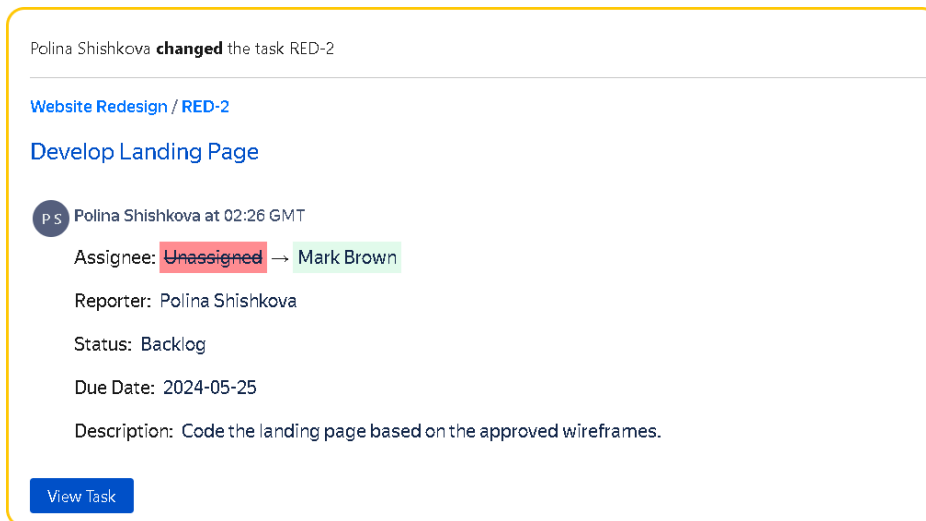 Polina Shishkova changed the task RED-2
Website Redesign / RED-2
Develop Landing Page
PS Polina Shishkova at 02:26 GMT
Assignee: Unassigned → Mark Brown
Reporter: Polina Shishkova
Status: Backlog
Due Date: 2024-05-25
Description: Code the landing page based on the approved wireframes.
View Task